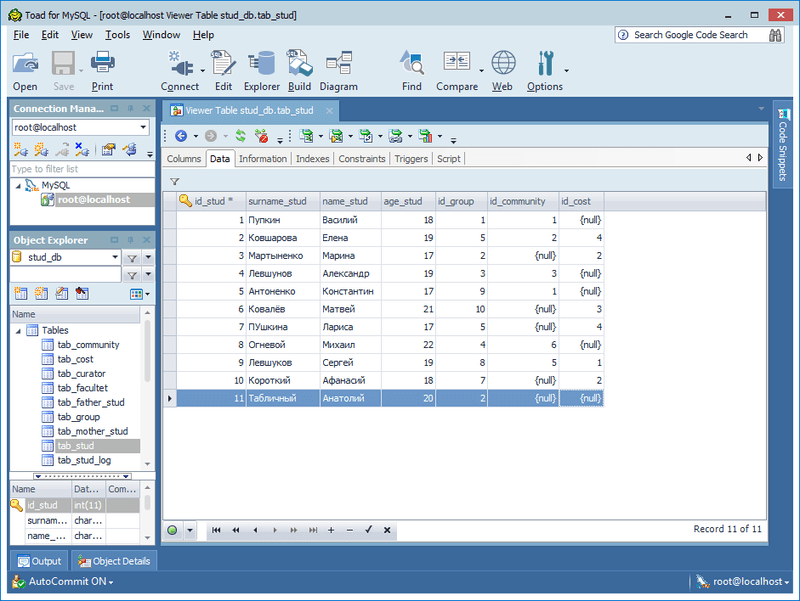 Toad for MySQL - [root@localhost Viewer Table stud_db.tab_stud]
File Edit View Tools Window Help
Search Google Code Search
Open Save Print Connect Edit Explorer Build Diagram Find Compare Web Options
Connection Mana...
root@localhost
Type to filter list
MySQL
root@localhost
Object Explorer
stud_db
Name
Tables
tab_community
tab_cost
tab_curator
tab_facultet
tab_father_stud
tab_group
tab_mother_stud
tab_stud
tab_stud_log
Name Dat... Com...
id_stud int(11)
surnam... char...
name_... char...
Viewer Table stud_db.tab_stud
Columns Data Information Indexes Constraints Triggers Script
id_stud * surname_stud name_stud age_stud id_group id_community id_cost
1 Пупкин Василий 18 1 1 {null}
2 Ковшарова Елена 19 5 2 4
3 Мартыненко Марина 17 2 {null} 2
4 Левшунов Александр 19 3 3 {null}
5 Антоненко Константин 17 9 1 {null}
6 Ковалёв Матвей 21 10 {null} 3
7 ПУшкина Лариса 17 5 {null} 4
8 Огневой Михаил 22 4 6 {null}
9 Левшуков Сергей 19 8 5 1
10 Короткий Афанасий 18 7 {null} 2
11 Табличный Анатолий 20 2 {null} {null}
Record 11 of 11
Code Snippets
Output Object Details
AutoCommit ON
root@localhost